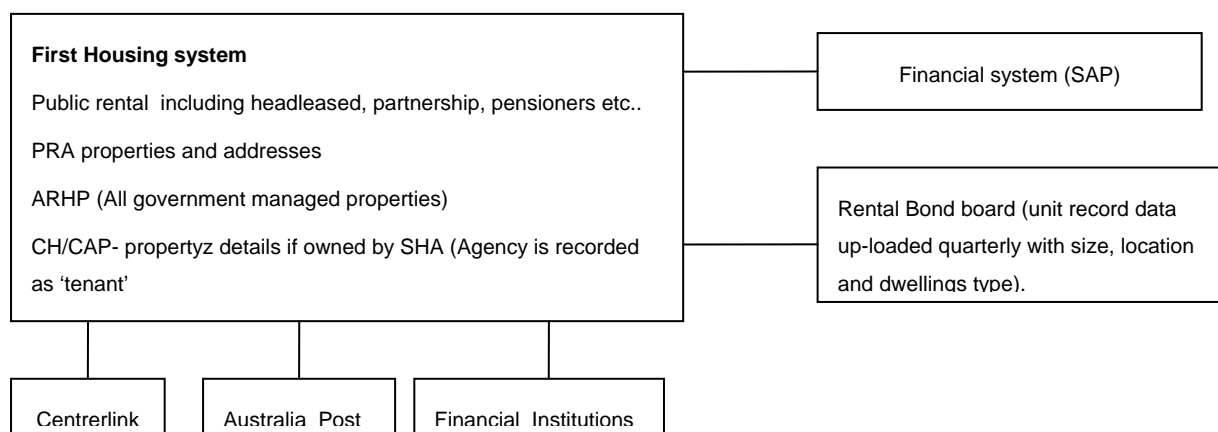 First Housing system
Public rental including headleased, partnership, pensioners etc..
PRA properties and addresses
ARHP (All government managed properties)
CH/CAP- propertyz details if owned by SHA (Agency is recorded
as ‘tenant’
Financial system (SAP)
Rental Bond board (unit record data
up-loaded quarterly with size, location
and dwellings type).
Centrerlink
Australia Post
Financial Institutions